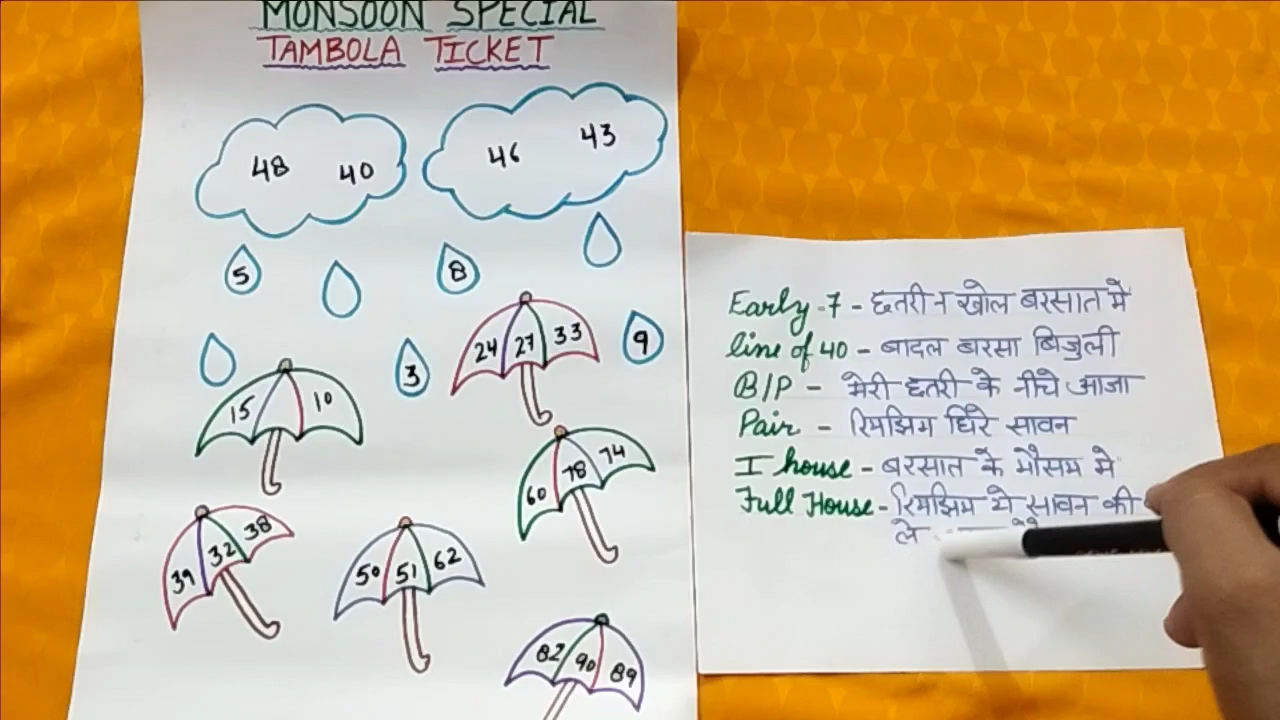 MONSOON SPECIAL
TAMBOLA TICKET
48 40
46 43
5
8
3
9
24 27 33
15 10
60 78 74
39 32 38
50 51 62
82 90 89
Early-7 - छतरी न खोल बरसात में
line of 40 - बादल बरसा बिजुली
B/P - मेरी छतरी के नीचे आजा
Pair - रिमझिम घिरे सावन
I house - बरसात के मौसम मे
Full House - रिमझिम ये सावन की
ले